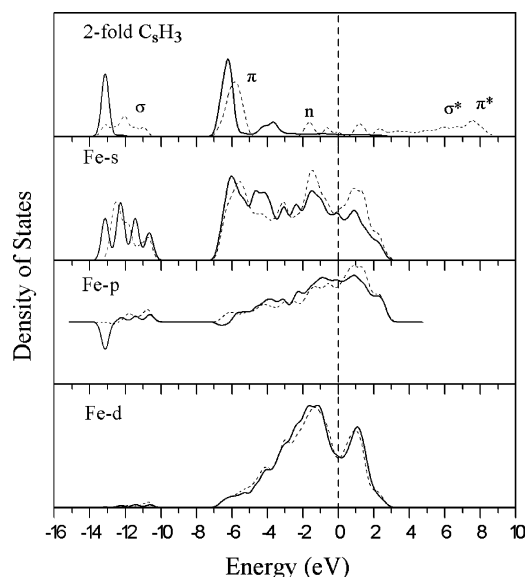 2-fold CₛH₃
π
σ
n
σ*
π*
Fe-s
Fe-p
Fe-d
Density of States
-16 -14 -12 -10 -8 -6 -4 -2 0 2 4 6 8 10
Energy (eV)